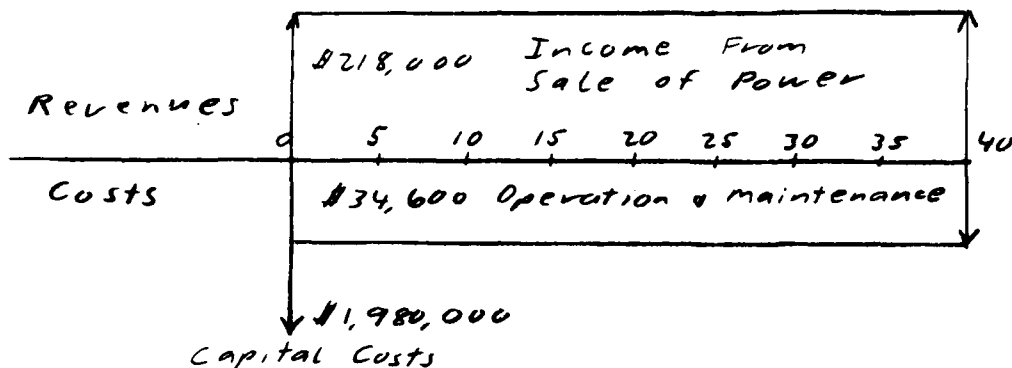 $218,000 Income From
Sale of Power
Revenues
0 5 10 15 20 25 30 35 40
Costs
$34,600 Operation & maintenance
$1,980,000
Capital Costs